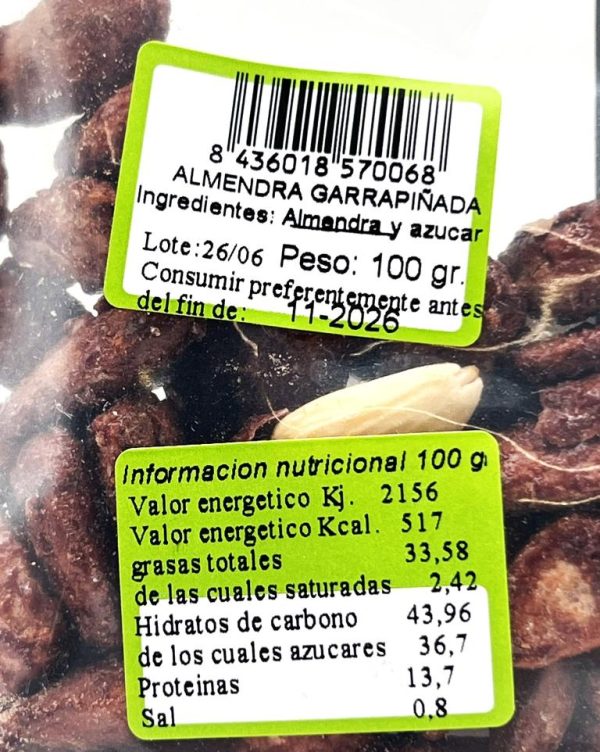 8 436018 570068
ALMENDRA GARRAPIÑADA
Ingredientes: Almendra y azucar
Lote:26/06 Peso: 100 gr.
Consumir preferentemente antes
del fin de: 11-2026
Informacion nutricional 100 g
Valor energetico Kj. 2156
Valor energetico Kcal. 517
grasas totales 33,58
de las cuales saturadas 2,42
Hidratos de carbono 43,96
de los cuales azucares 36,7
Proteinas 13,7
Sal 0,8